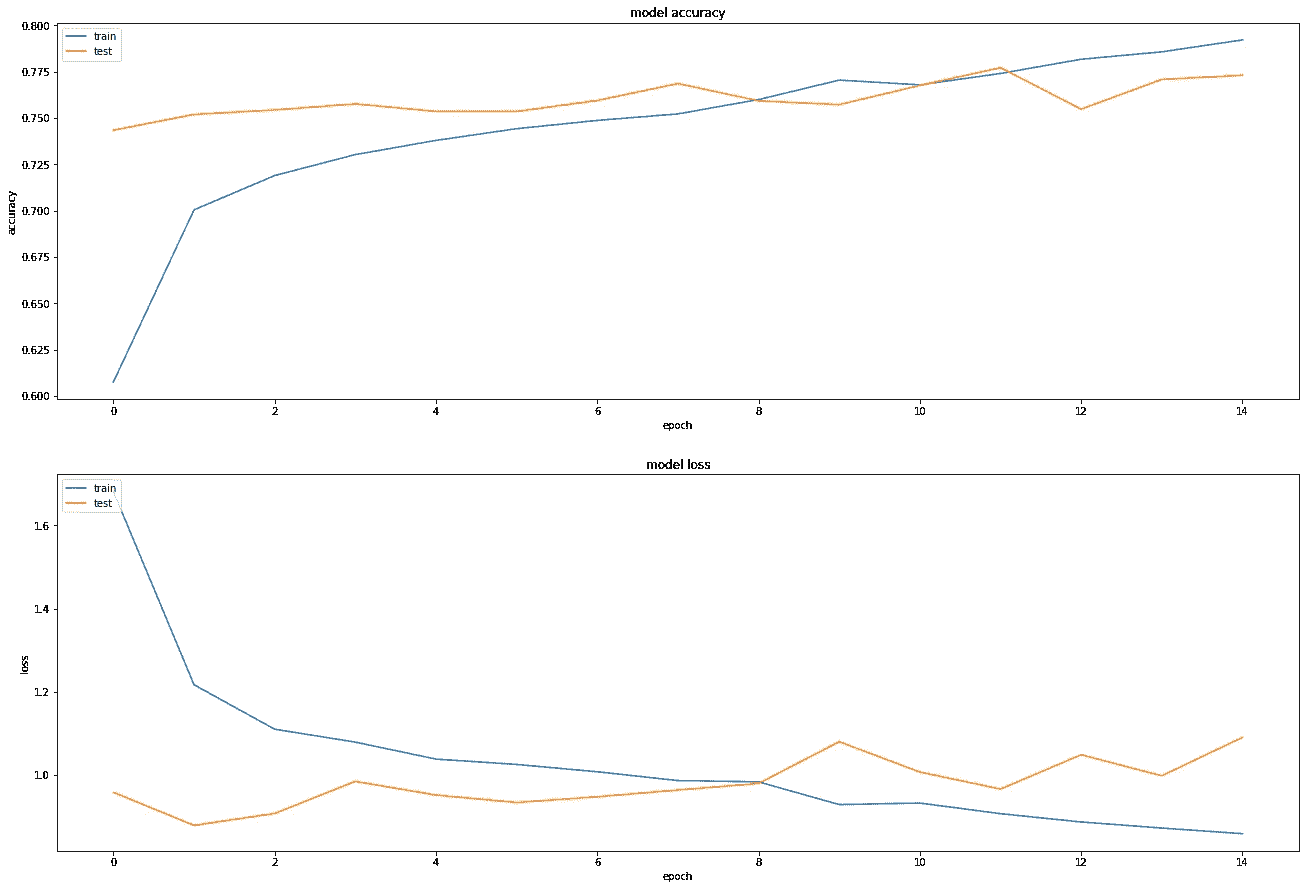 model accuracy
train
test
0.800
0.775
0.750
0.725
0.700
0.675
0.650
0.625
0.600
accuracy
0 2 4 6 8 10 12 14
epoch
model loss
train
test
1.6
1.4
1.2
1.0
loss
0 2 4 6 8 10 12 14
epoch